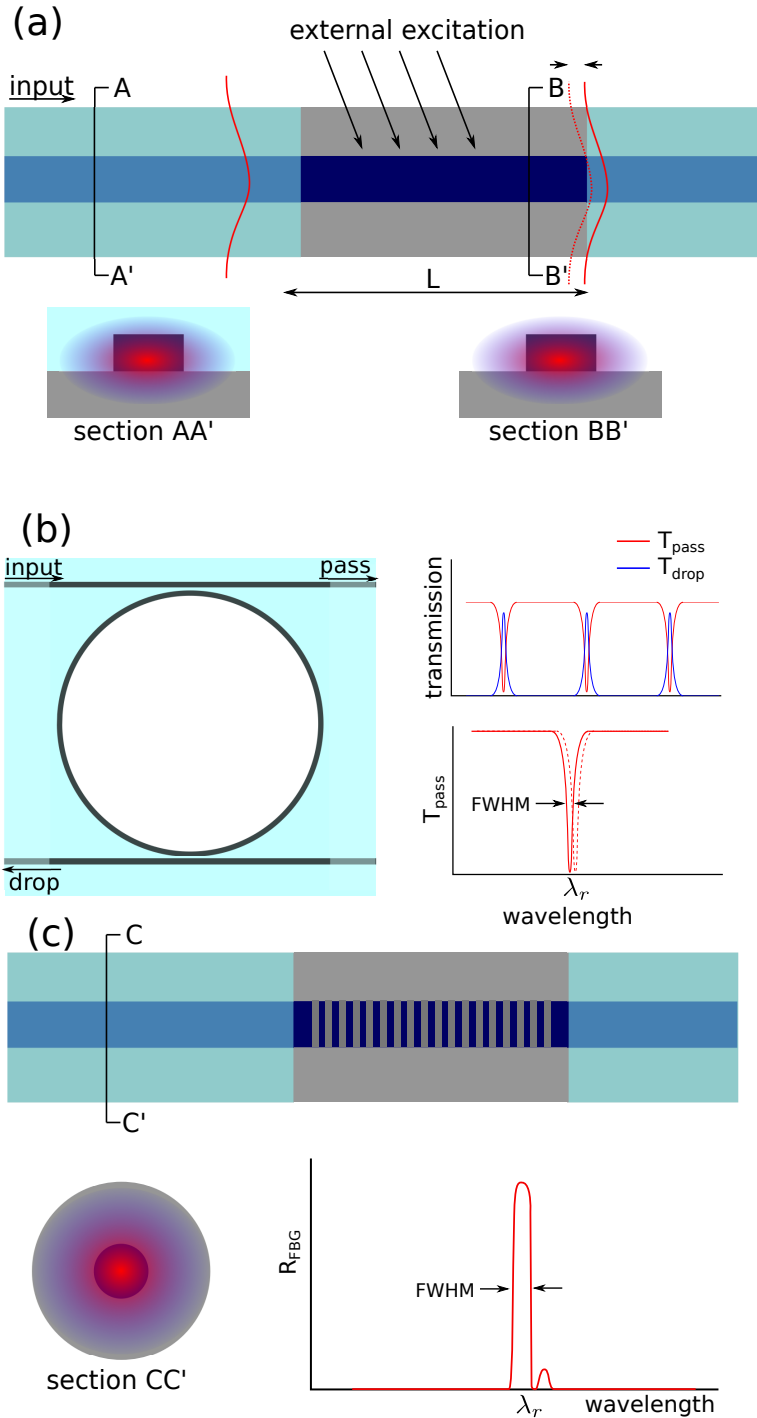 (a)
external excitation
input
A
B
A'
B'
L
section AA'
section BB'
(b)
input
pass
drop
T_pass
T_drop
transmission
T_pass
FWHM
λ_r
wavelength
(c)
C
C'
section CC'
R_FBG
FWHM
λ_r
wavelength